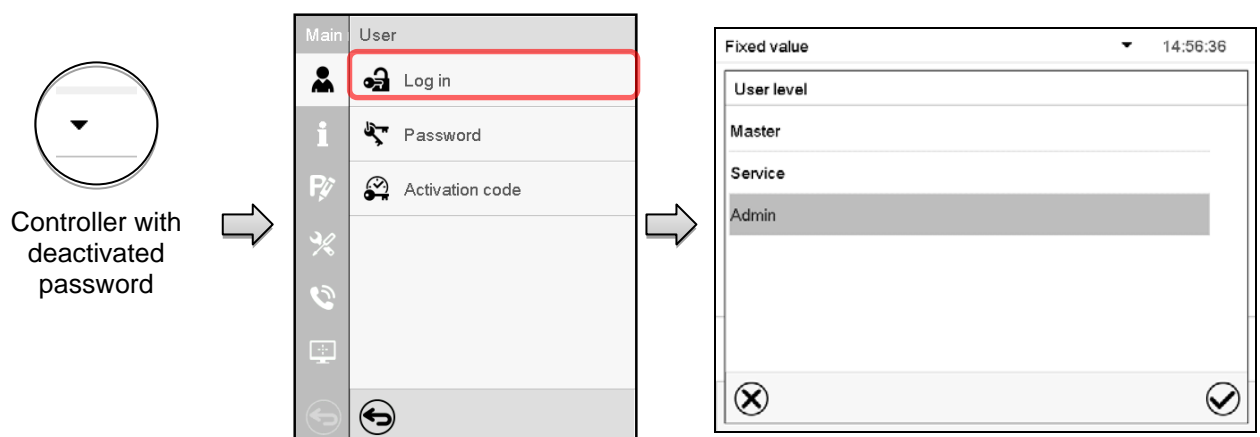 Controller with
deactivated
password
Main
User
Log in
Password
Activation code
Fixed value
14:56:36
User level
Master
Service
Admin